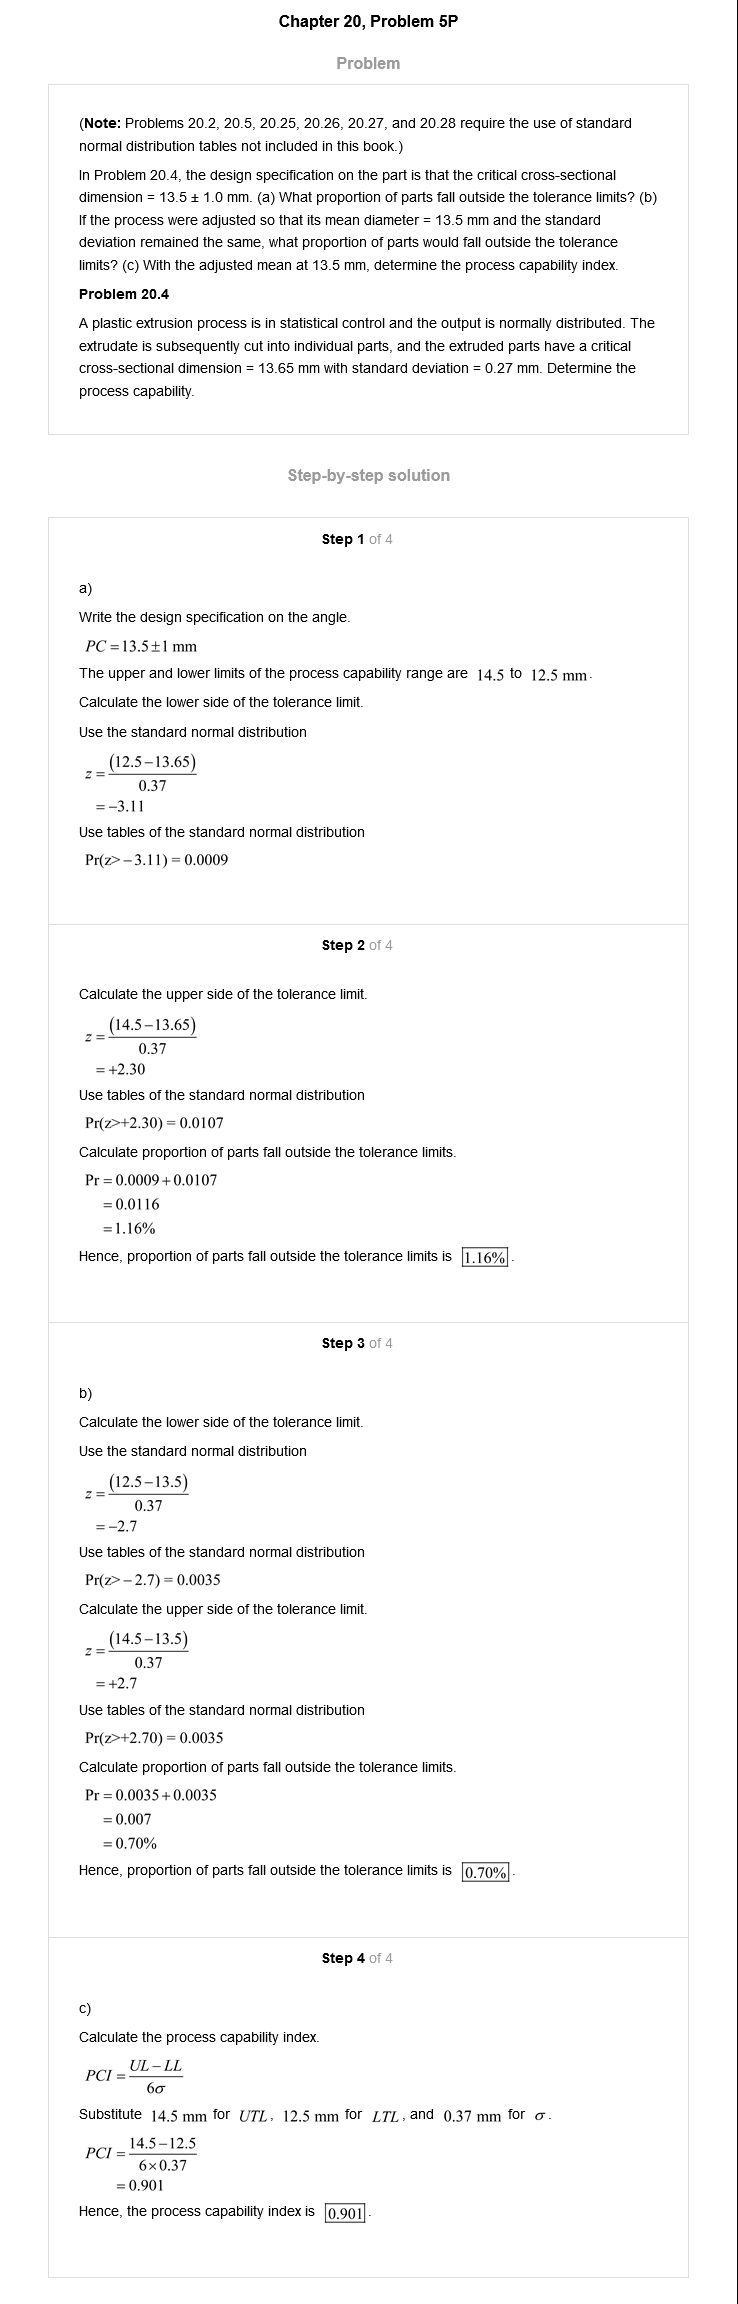 Chapter 20, Problem 5P
Problem
(Note: Problems 20.2, 20.5, 20.25, 20.26, 20.27, and 20.28 require the use of standard
normal distribution tables not included in this book.)
In Problem 20.4, the design specification on the part is that the critical cross-sectional
dimension = 13.5 ± 1.0 mm. (a) What proportion of parts fall outside the tolerance limits? (b)
If the process were adjusted so that its mean diameter = 13.5 mm and the standard
deviation remained the same, what proportion of parts would fall outside the tolerance
limits? (c) With the adjusted mean at 13.5 mm, determine the process capability index.
Problem 20.4
A plastic extrusion process is in statistical control and the output is normally distributed. The
extrudate is subsequently cut into individual parts, and the extruded parts have a critical
cross-sectional dimension = 13.65 mm with standard deviation = 0.27 mm. Determine the
process capability.
Step-by-step solution
Step 1 of 4
a)
Write the design specification on the angle.
PC = 13.5±1 mm
The upper and lower limits of the process capability range are 14.5 to 12.5 mm.
Calculate the lower side of the tolerance limit.
Use the standard normal distribution
z = (12.5−13.65)
0.37
= −3.11
Use tables of the standard normal distribution
Pr(z>−3.11) = 0.0009
Step 2 of 4
Calculate the upper side of the tolerance limit.
z = (14.5−13.65)
0.37
= +2.30
Use tables of the standard normal distribution
Pr(z>+2.30) = 0.0107
Calculate proportion of parts fall outside the tolerance limits.
Pr = 0.0009+0.0107
= 0.0116
= 1.16%
Hence, proportion of parts fall outside the tolerance limits is 1.16%.
Step 3 of 4
b)
Calculate the lower side of the tolerance limit.
Use the standard normal distribution
z = (12.5−13.5)
0.37
= −2.7
Use tables of the standard normal distribution
Pr(z>−2.7) = 0.0035
Calculate the upper side of the tolerance limit.
z = (14.5−13.5)
0.37
= +2.7
Use tables of the standard normal distribution
Pr(z>+2.70) = 0.0035
Calculate proportion of parts fall outside the tolerance limits.
Pr = 0.0035+0.0035
= 0.007
= 0.70%
Hence, proportion of parts fall outside the tolerance limits is 0.70%.
Step 4 of 4
c)
Calculate the process capability index.
PCI = UL − LL
6σ
Substitute 14.5 mm for UTL, 12.5 mm for LTL, and 0.37 mm for σ.
PCI = 14.5−12.5
6×0.37
= 0.901
Hence, the process capability index is 0.901.